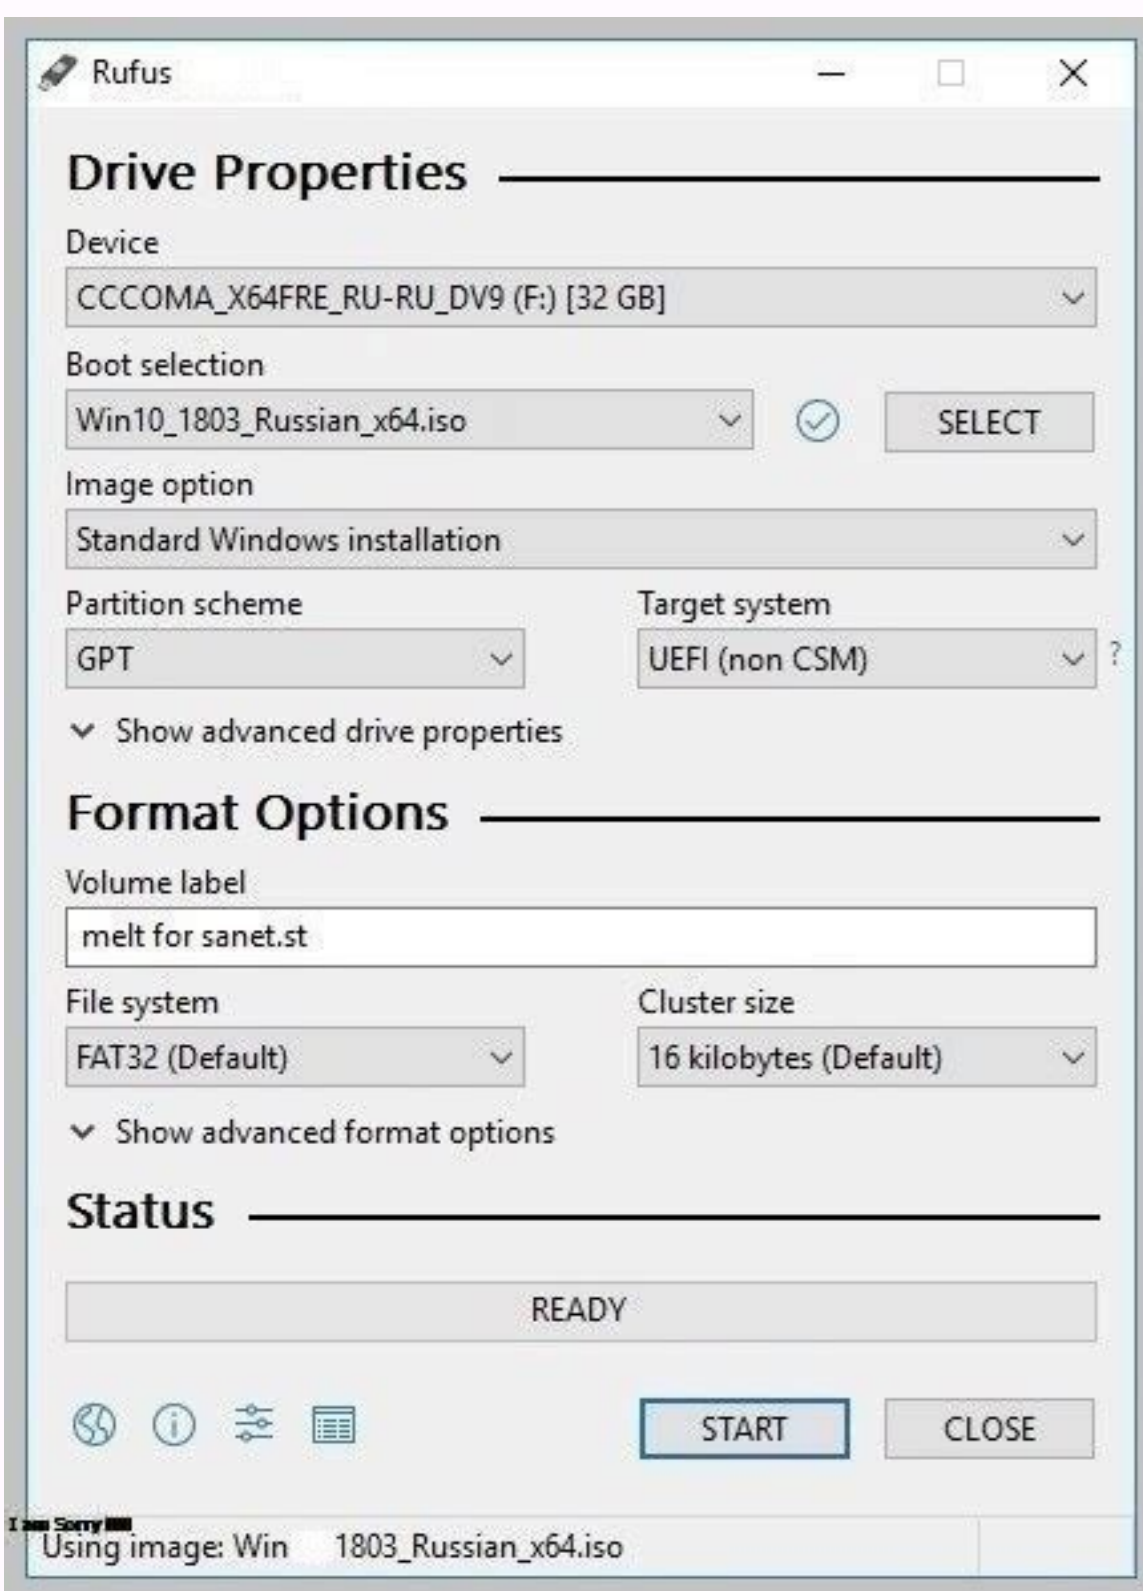 Rufus
Drive Properties
Device
CCCOMA_X64FRE_RU-RU_DV9 (F:) [32 GB]
Boot selection
Win10_1803_Russian_x64.iso
SELECT
Image option
Standard Windows installation
Partition scheme
Target system
GPT
UEFI (non CSM)
?
Show advanced drive properties
Format Options
Volume label
melt for sanet.st
File system
Cluster size
FAT32 (Default)
16 kilobytes (Default)
Show advanced format options
Status
READY
START
CLOSE
I am Sorry
Using image: Win 1803_Russian_x64.iso